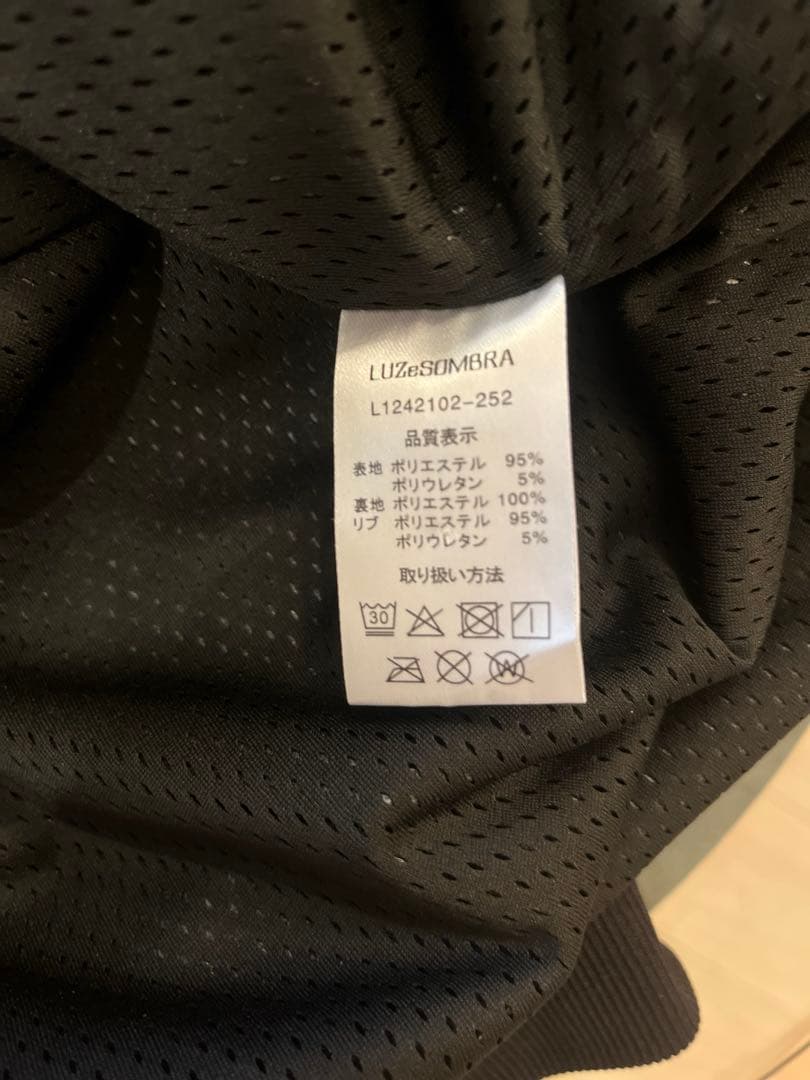 LUZeSOMBRA
L1242102-252
品質表示
表地 ポリエステル 95%
ポリウレタン 5%
裏地 ポリエステル 100%
リブ ポリエステル 95%
ポリウレタン 5%
取り扱い方法
30
W